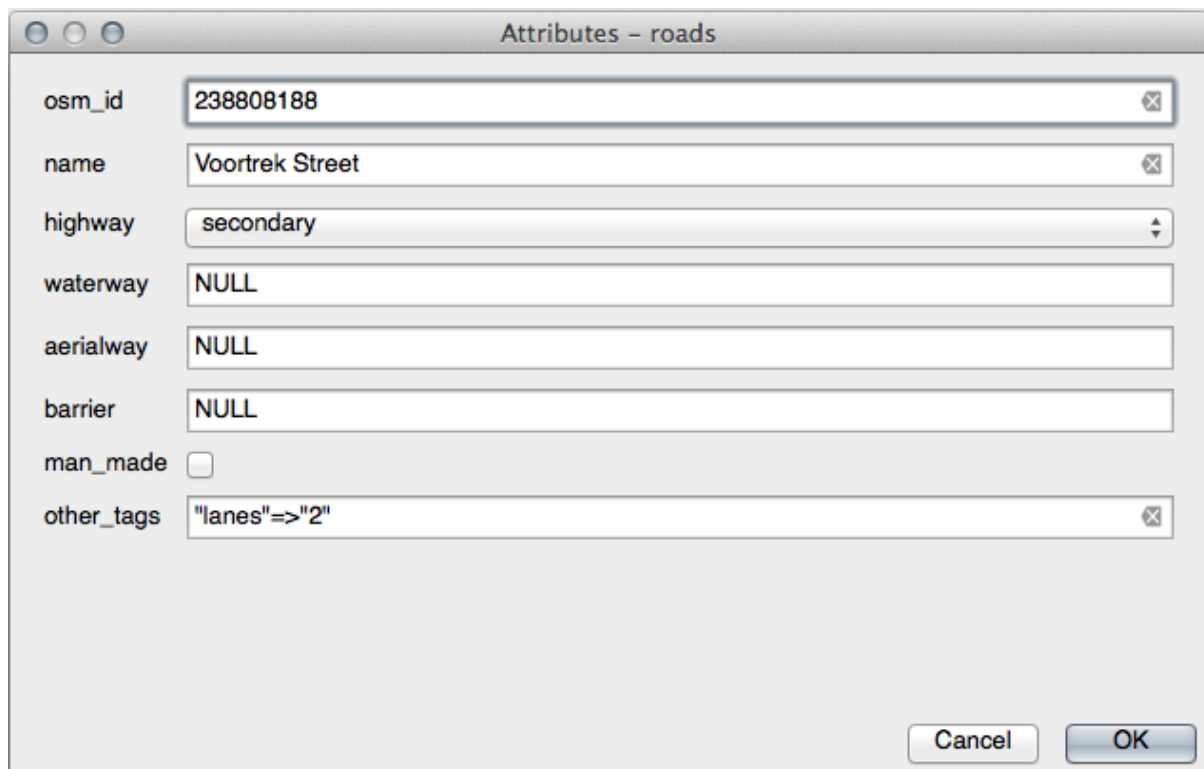 Attributes – roads
osm_id 238808188
name Voortrek Street
highway secondary
waterway NULL
aerialway NULL
barrier NULL
man_made
other_tags "lanes"=>"2"
Cancel OK